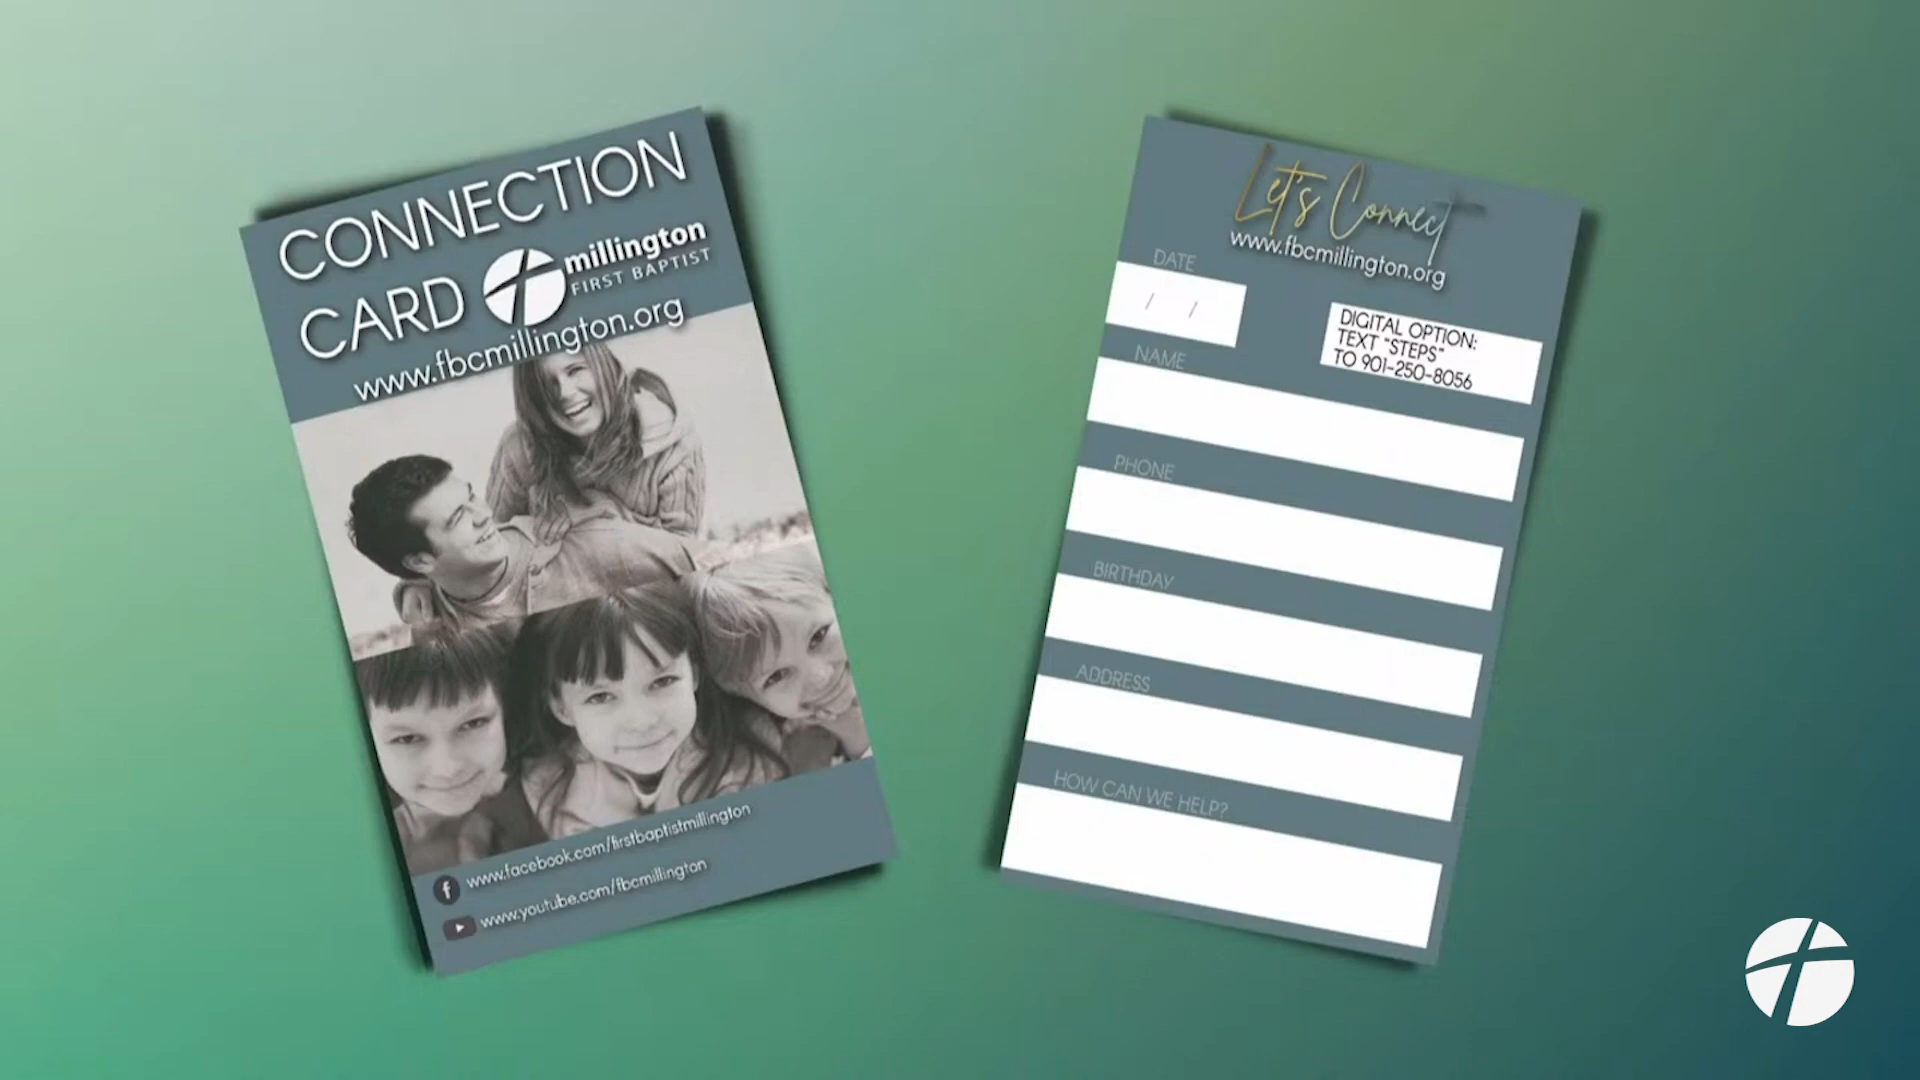 CONNECTION
CARD
millington
FIRST BAPTIST
www.fbcmillington.org
www.facebook.com/firstbaptistmillington
www.youtube.com/fbcmillington
Let's Connect
www.fbcmillington.org
DATE
/ /
DIGITAL OPTION:
TEXT "STEPS"
TO 901-250-8056
NAME
PHONE
BIRTHDAY
ADDRESS
HOW CAN WE HELP?